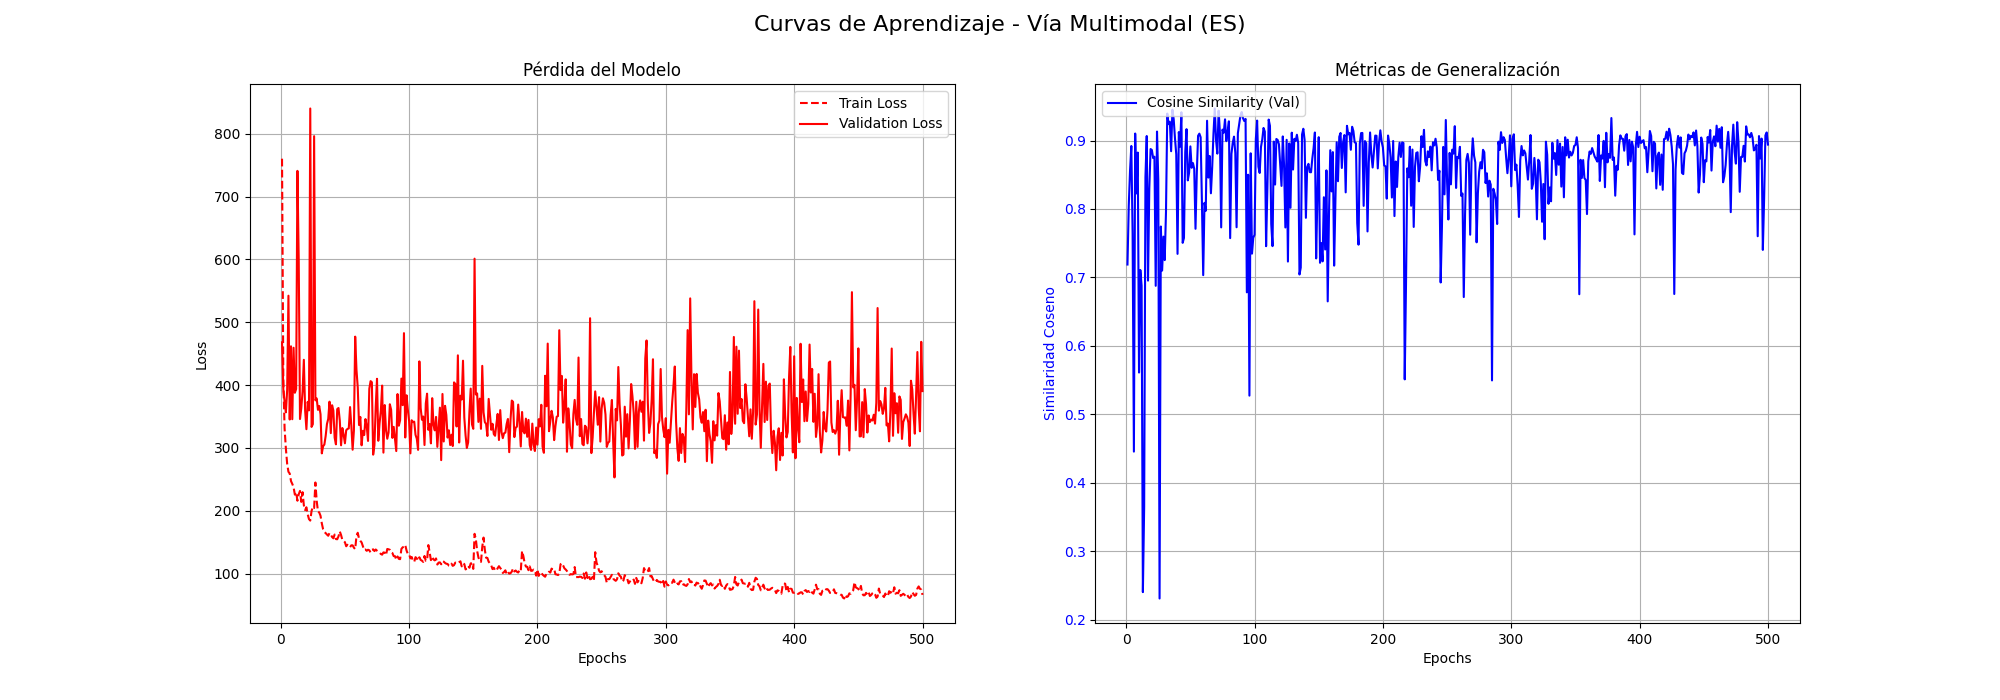 Curvas de Aprendizaje - Vía Multimodal (ES)
Pérdida del Modelo
Train Loss
Validation Loss
Loss
800
700
600
500
400
300
200
100
0
100
200
300
400
500
Epochs
Métricas de Generalización
Cosine Similarity (Val)
Similaridad Coseno
0.9
0.8
0.7
0.6
0.5
0.4
0.3
0.2
0
100
200
300
400
500
Epochs